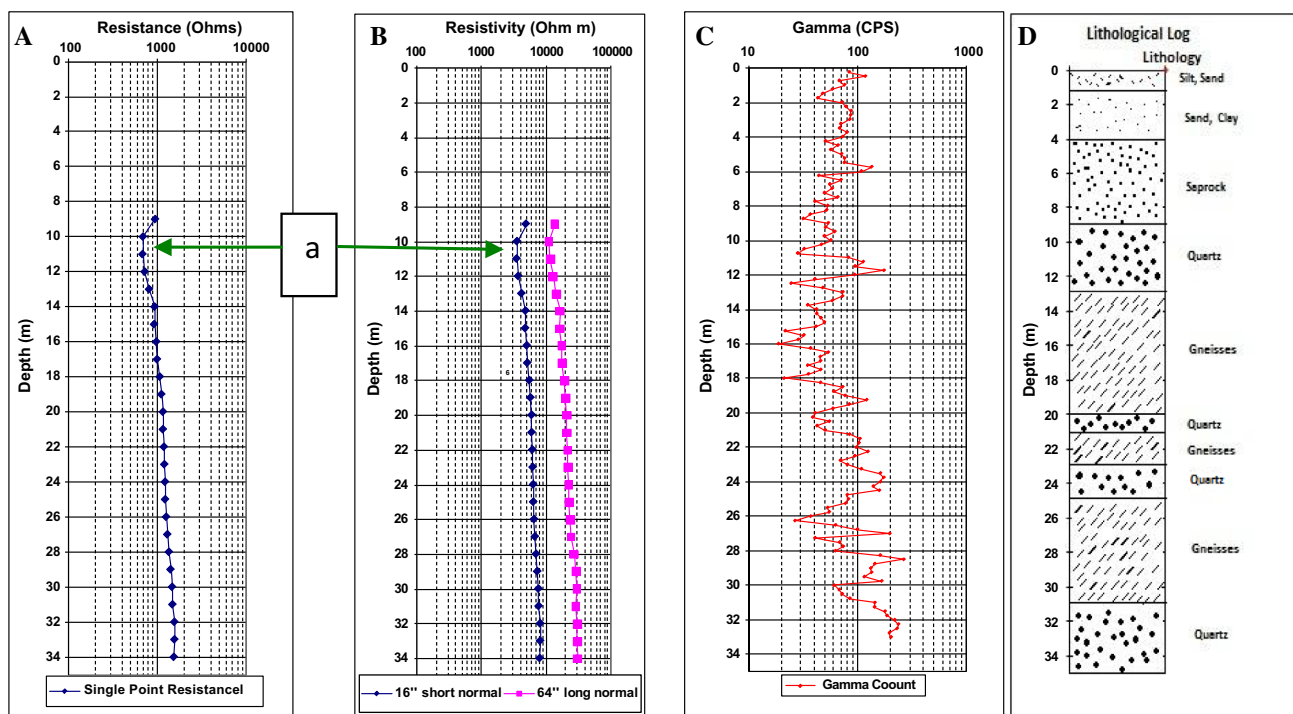 A
Resistance (Ohms)
100 1000 10000
0
2
4
6
8
10
12
14
16
18
20
22
24
26
28
30
32
34
Depth (m)
Single Point Resistancel
a
B
Resistivity (Ohm m)
100 1000 10000 100000
0
2
4
6
8
10
12
14
16
18
20
22
24
26
28
30
32
34
Depth (m)
6
16" short normal 64" long normal
C
Gamma (CPS)
10 100 1000
0
2
4
6
8
10
12
14
16
18
20
22
24
26
28
30
32
34
Depth (m)
Gamma Coount
D
Lithological Log
Lithology
0
2
4
6
8
10
12
14
16
18
20
22
24
26
28
30
32
34
Depth (m)
Silt, Sand
Sand, Clay
Saprock
Quartz
Gneisses
Quartz
Gneisses
Quartz
Gneisses
Quartz